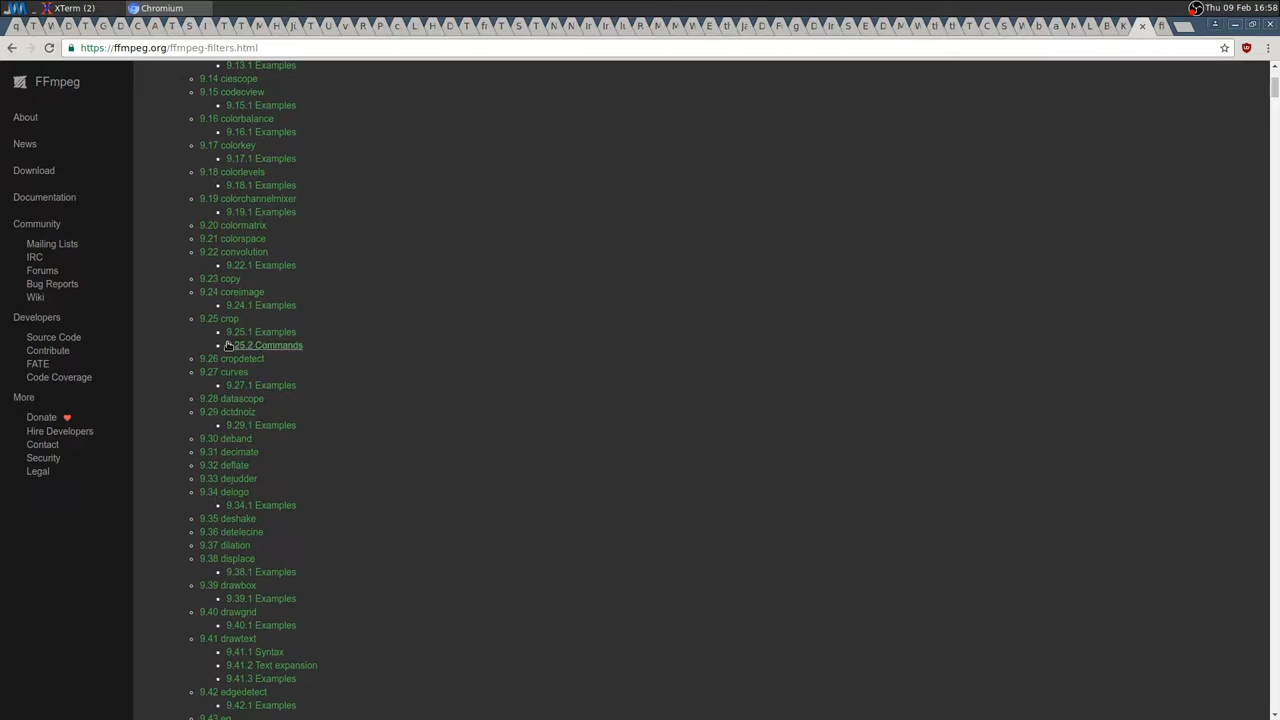 XTerm (2)
Chromium
Thu 09 Feb 16:58
https://ffmpeg.org/ffmpeg-filters.html
FFmpeg
About
News
Download
Documentation
Community
Mailing Lists
IRC
Forums
Bug Reports
Wiki
Developers
Source Code
Contribute
FATE
Code Coverage
More
Donate
Hire Developers
Contact
Security
Legal
9.13.1 Examples
9.14 ciescope
9.15 codecview
9.15.1 Examples
9.16 colorbalance
9.16.1 Examples
9.17 colorkey
9.17.1 Examples
9.18 colorlevels
9.18.1 Examples
9.19 colorchannelmixer
9.19.1 Examples
9.20 colormatrix
9.21 colorspace
9.22 convolution
9.22.1 Examples
9.23 copy
9.24 coreimage
9.24.1 Examples
9.25 crop
9.25.1 Examples
25.2 Commands
9.26 cropdetect
9.27 curves
9.27.1 Examples
9.28 datascope
9.29 dctdnoiz
9.29.1 Examples
9.30 deband
9.31 decimate
9.32 deflate
9.33 dejudder
9.34 delogo
9.34.1 Examples
9.35 deshake
9.36 detelecine
9.37 dilation
9.38 displace
9.38.1 Examples
9.39 drawbox
9.39.1 Examples
9.40 drawgrid
9.40.1 Examples
9.41 drawtext
9.41.1 Syntax
9.41.2 Text expansion
9.41.3 Examples
9.42 edgedetect
9.42.1 Examples
9.43 eq